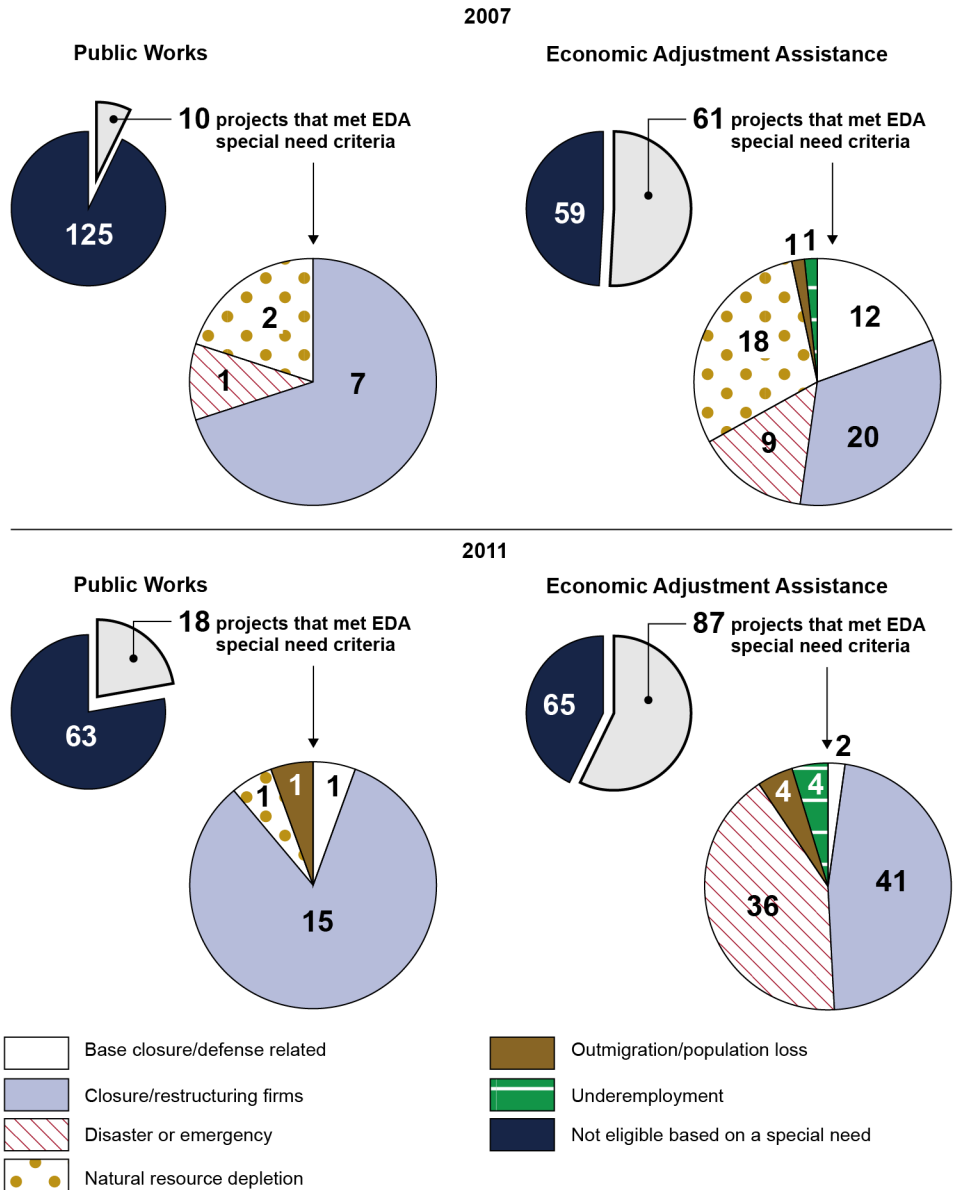 2007
Public Works
Economic Adjustment Assistance
10 projects that met EDA
special need criteria
125
2
1
7
61 projects that met EDA
special need criteria
59
1 1
12
18
20
9
2011
Public Works
Economic Adjustment Assistance
18 projects that met EDA
special need criteria
63
1
1
1
15
87 projects that met EDA
special need criteria
65
2
4
4
41
36
Base closure/defense related
Closure/restructuring firms
Disaster or emergency
Natural resource depletion
Outmigration/population loss
Underemployment
Not eligible based on a special need